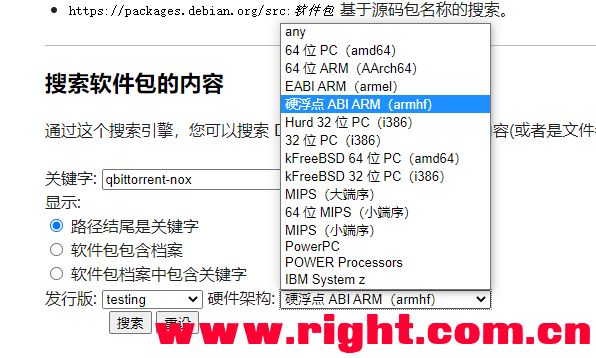 • https://packages.debian.org/src:软件包 基于源码包名称的搜索。
搜索软件包的内容
通过这个搜索引擎，您可以搜索 D
容(或者是文件
any
64 位 PC（amd64）
64 位 ARM（AArch64）
EABI ARM（armel）
硬浮点 ABI ARM（armhf）
Hurd 32 位 PC（i386）
32 位 PC（i386）
kFreeBSD 64 位 PC（amd64）
kFreeBSD 32 位 PC（i386）
MIPS（大端序）
64 位 MIPS（小端序）
MIPS（小端序）
PowerPC
POWER Processors
IBM System z
关键字: qbittorrent-nox
显示:
路径结尾是关键字
软件包包含档案
软件包档案中包含关键字
发行版: testing 硬件架构: 硬浮点 ABI ARM（armhf）
搜索 重设
www.right.com.cn